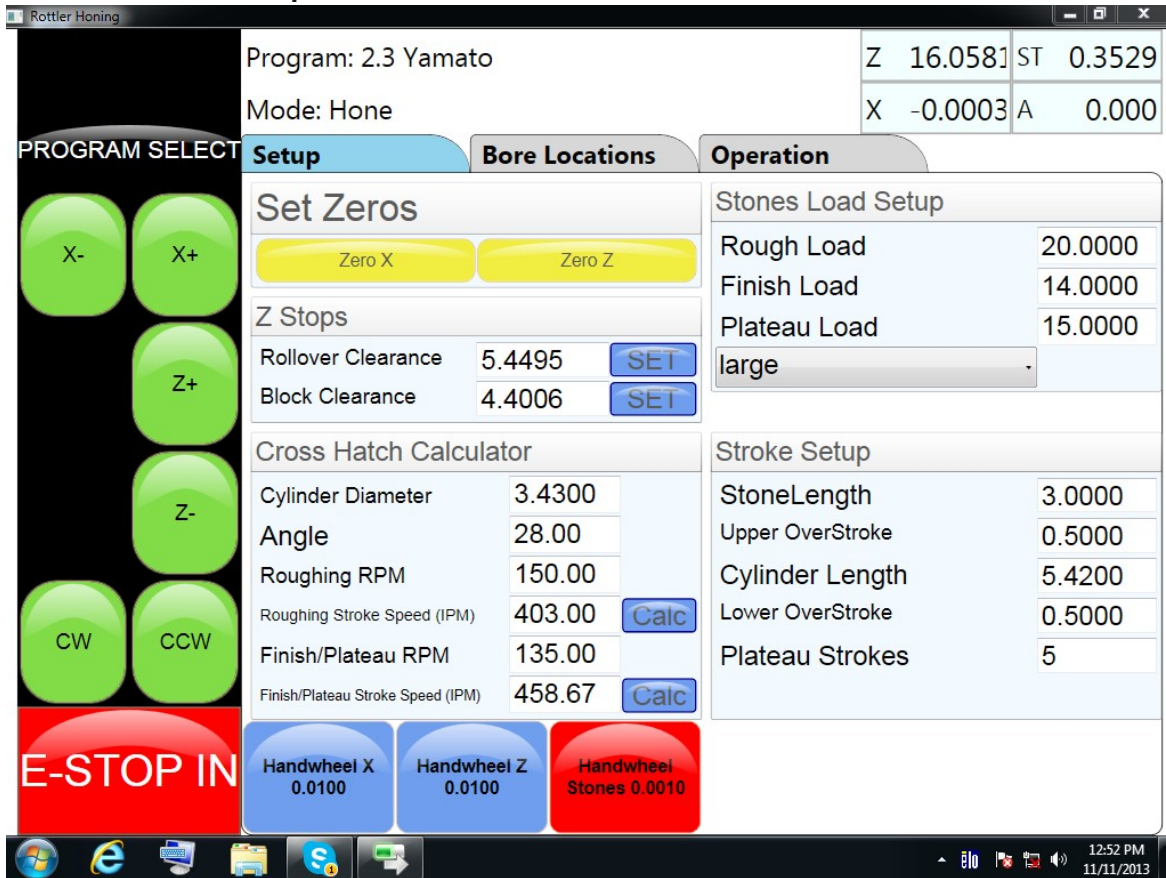 Rottler Honing
Program: 2.3 Yamato
Z 16.0581 ST 0.3529
Mode: Hone
X -0.0003 A 0.000
PROGRAM SELECT
Setup Bore Locations Operation
X- X+
Z+
Z-
CW CCW
E-STOP IN
Set Zeros
Zero X Zero Z
Z Stops
Rollover Clearance 5.4495 SET
Block Clearance 4.4006 SET
Cross Hatch Calculator
Cylinder Diameter 3.4300
Angle 28.00
Roughing RPM 150.00
Roughing Stroke Speed (IPM) 403.00 Calc
Finish/Plateau RPM 135.00
Finish/Plateau Stroke Speed (IPM) 458.67 Calc
Stones Load Setup
Rough Load 20.0000
Finish Load 14.0000
Plateau Load 15.0000
large
Stroke Setup
StoneLength 3.0000
Upper OverStroke 0.5000
Cylinder Length 5.4200
Lower OverStroke 0.5000
Plateau Strokes 5
Handwheel X
0.0100
Handwheel Z
0.0100
Handwheel
Stones 0.0010
12:52 PM
11/11/2013